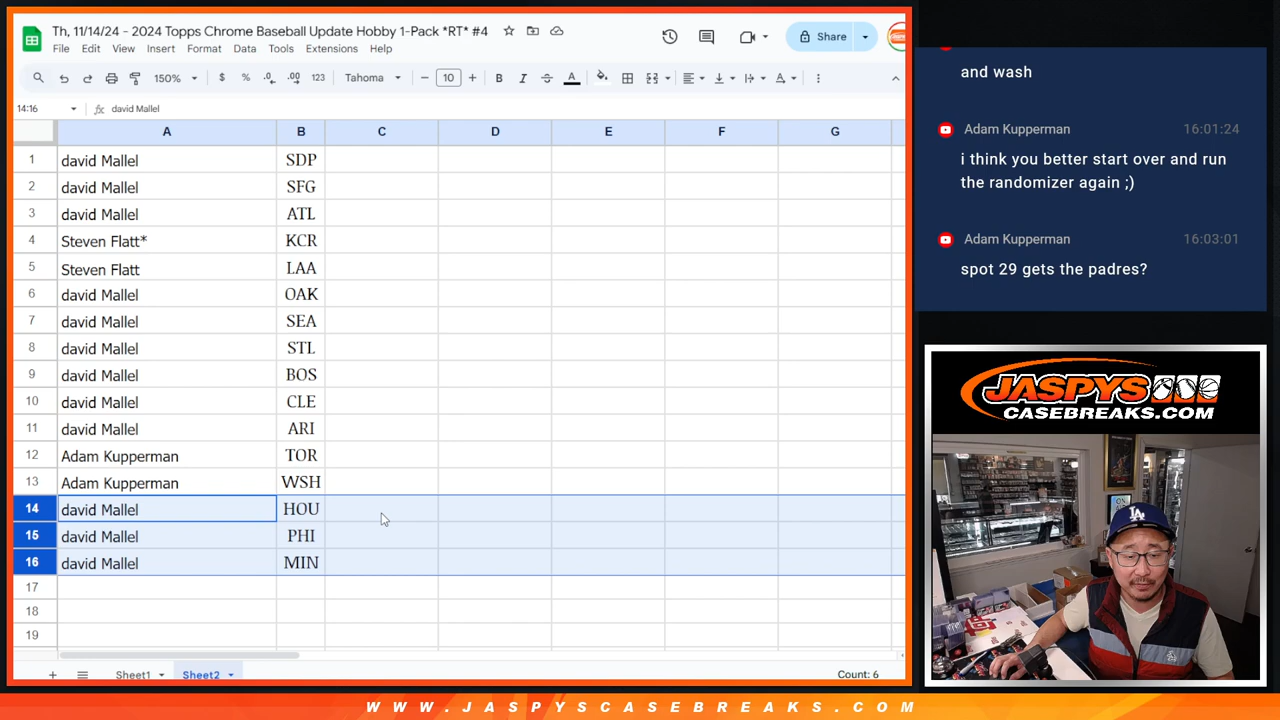 Th, 11/14/24 - 2024 Topps Chrome Baseball Update Hobby 1-Pack *RT* #4
File Edit View Insert Format Data Tools Extensions Help
Share
150% $ % .0 .00 123 Tahoma - 10 + B I A
14:16 fx david Mallel
A B C D E F G
1 david Mallel SDP
2 david Mallel SFG
3 david Mallel ATL
4 Steven Flatt* KCR
5 Steven Flatt LAA
6 david Mallel OAK
7 david Mallel SEA
8 david Mallel STL
9 david Mallel BOS
10 david Mallel CLE
11 david Mallel ARI
12 Adam Kupperman TOR
13 Adam Kupperman WSH
14 david Mallel HOU
15 david Mallel PHI
16 david Mallel MIN
17
18
19
Sheet1 Sheet2 Count: 6
and wash
Adam Kupperman 16:01:24
i think you better start over and run
the randomizer again ;)
Adam Kupperman 16:03:01
spot 29 gets the padres?
JASPYS
CASEBREAKS.COM
LA
WWW.JASPYSCASEBREAKS.COM